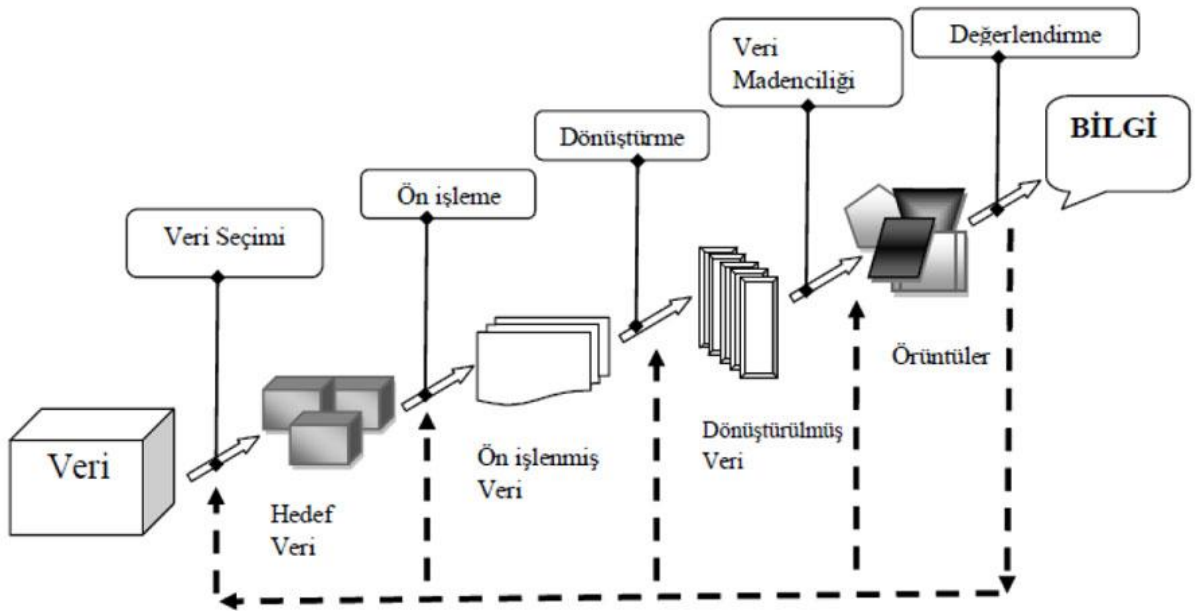 Veri
Veri Seçimi
Hedef
Veri
Ön işleme
Ön işlenmiş
Veri
Dönüştürme
Dönüştürülmüş
Veri
Veri
Madenciliği
Örüntüler
Değerlendirme
BİLGİ